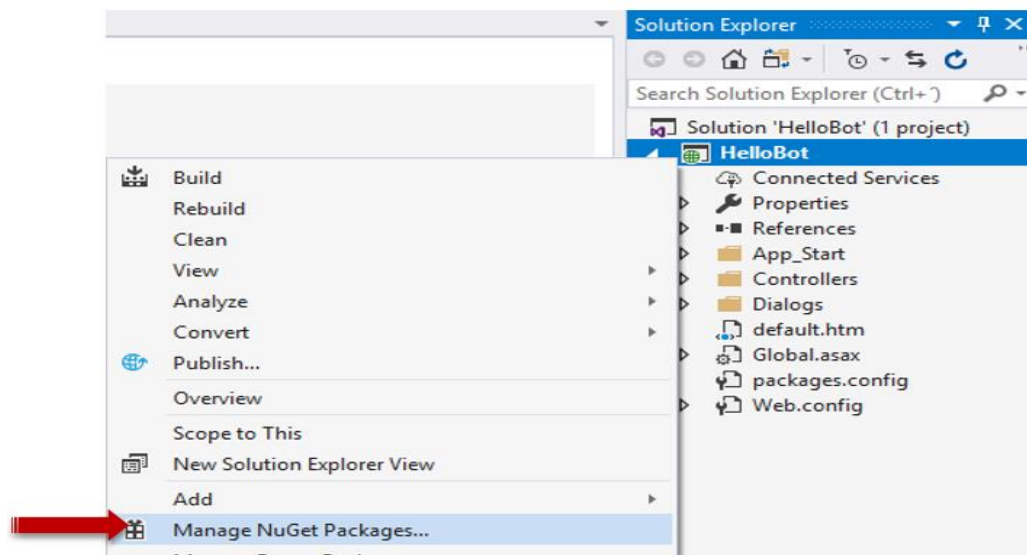 Solution Explorer
Search Solution Explorer (Ctrl+´)
Solution 'HelloBot' (1 project)
HelloBot
Connected Services
Properties
References
App_Start
Controllers
Dialogs
default.htm
Global.asax
packages.config
Web.config
Build
Rebuild
Clean
View
Analyze
Convert
Publish...
Overview
Scope to This
New Solution Explorer View
Add
Manage NuGet Packages...